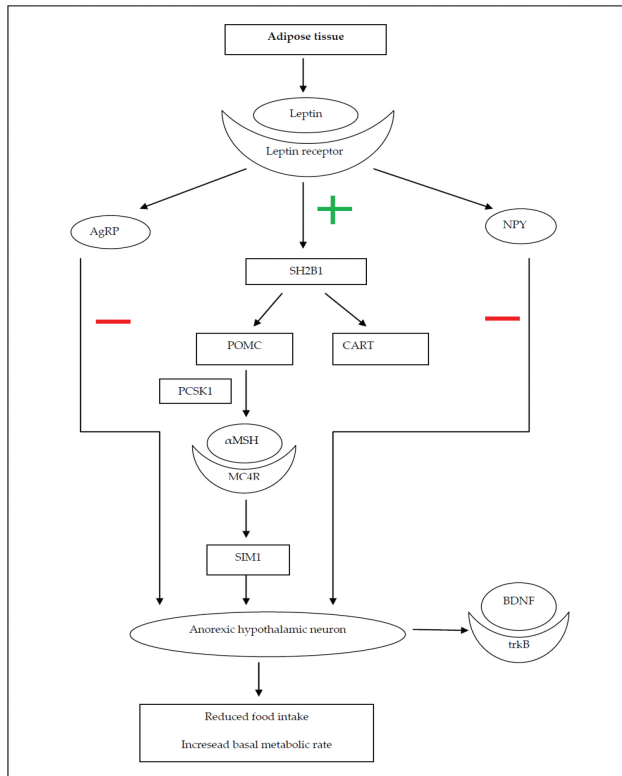 Adipose tissue
Leptin
Leptin receptor
AgRP
NPY
SH2B1
POMC
CART
PCSK1
αMSH
MC4R
SIM1
BDNF
Anorexic hypothalamic neuron
trkB
Reduced food intake
Incresead basal metabolic rate